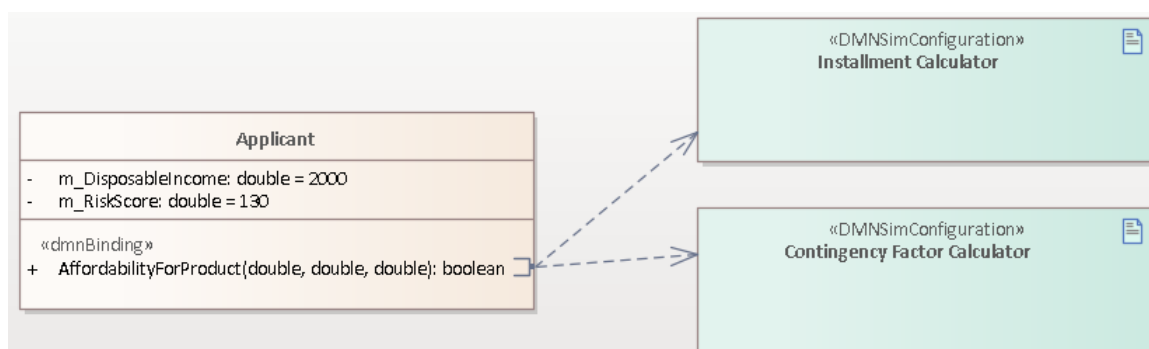 «DMNSimConfiguration»
Installment Calculator
Applicant
- m_DisposableIncome: double = 2000
- m_RiskScore: double = 130
«dmnBinding»
+ AffordabilityForProduct(double, double, double): boolean
«DMNSimConfiguration»
Contingency Factor Calculator